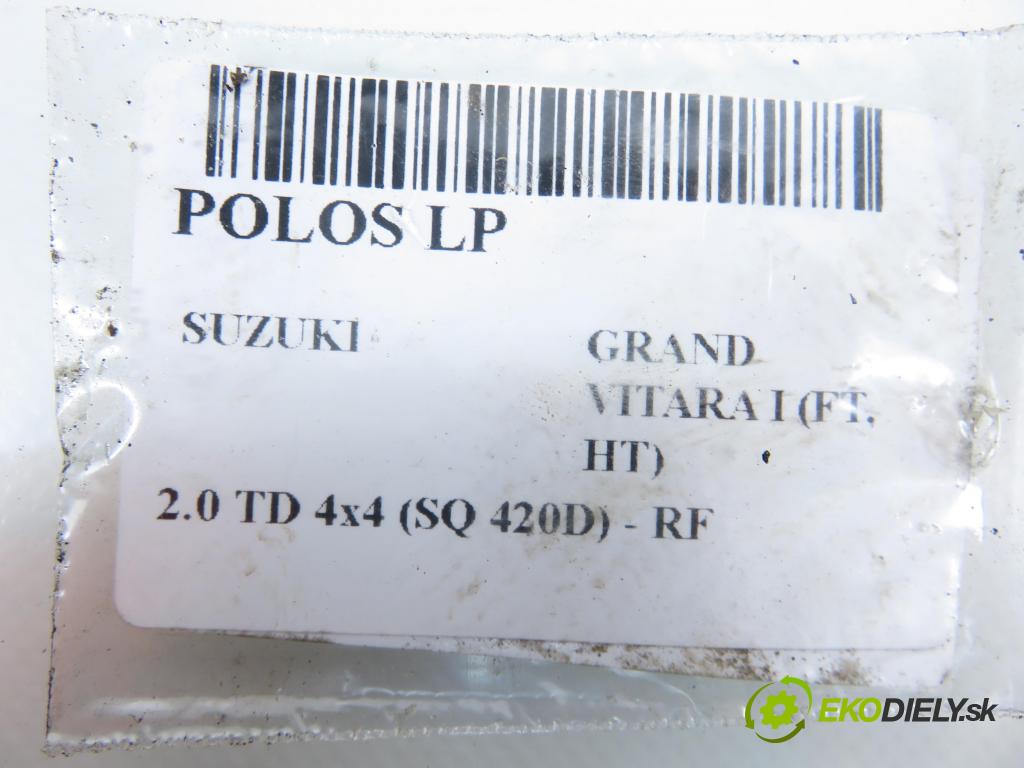 POLOS LP
SUZUKI
GRAND
VITARA I (FT,
HT)
2.0 TD 4x4 (SQ 420D) - RF
EKODIELY.sk